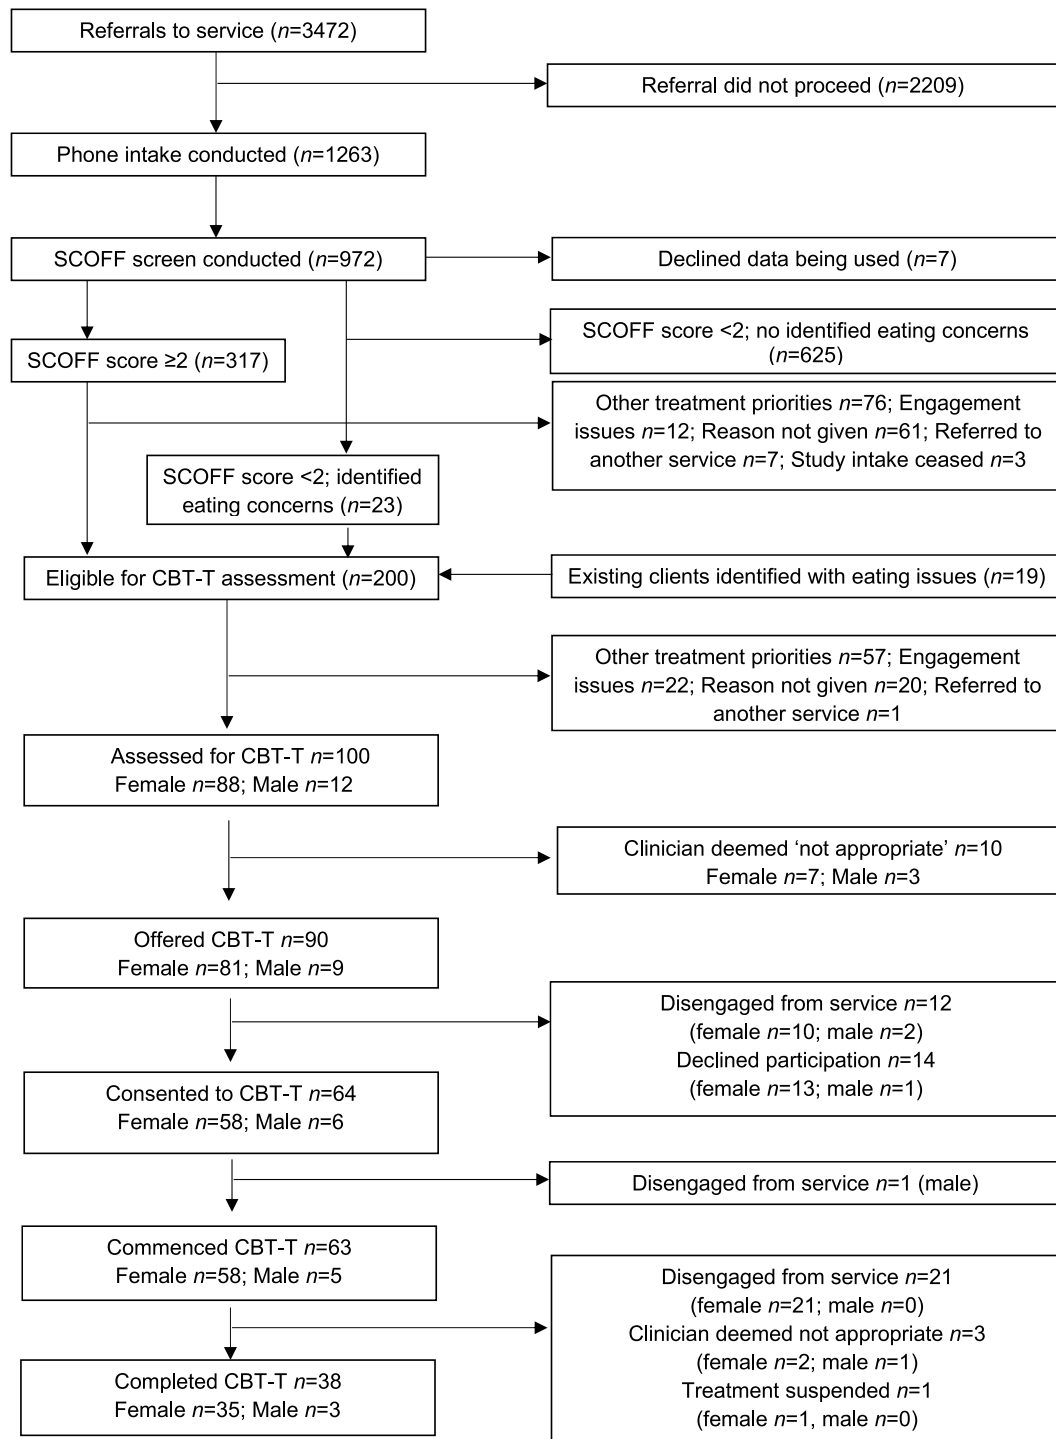 Referrals to service (n=3472)
Referral did not proceed (n=2209)
Phone intake conducted (n=1263)
SCOFF screen conducted (n=972)
Declined data being used (n=7)
SCOFF score <2; no identified eating concerns
(n=625)
SCOFF score ≥2 (n=317)
Other treatment priorities n=76; Engagement
issues n=12; Reason not given n=61; Referred to
another service n=7; Study intake ceased n=3
SCOFF score <2; identified
eating concerns (n=23)
Eligible for CBT-T assessment (n=200)
Existing clients identified with eating issues (n=19)
Other treatment priorities n=57; Engagement
issues n=22; Reason not given n=20; Referred to
another service n=1
Assessed for CBT-T n=100
Female n=88; Male n=12
Clinician deemed ‘not appropriate’ n=10
Female n=7; Male n=3
Offered CBT-T n=90
Female n=81; Male n=9
Disengaged from service n=12
(female n=10; male n=2)
Declined participation n=14
(female n=13; male n=1)
Consented to CBT-T n=64
Female n=58; Male n=6
Disengaged from service n=1 (male)
Commenced CBT-T n=63
Female n=58; Male n=5
Disengaged from service n=21
(female n=21; male n=0)
Clinician deemed not appropriate n=3
(female n=2; male n=1)
Treatment suspended n=1
(female n=1, male n=0)
Completed CBT-T n=38
Female n=35; Male n=3